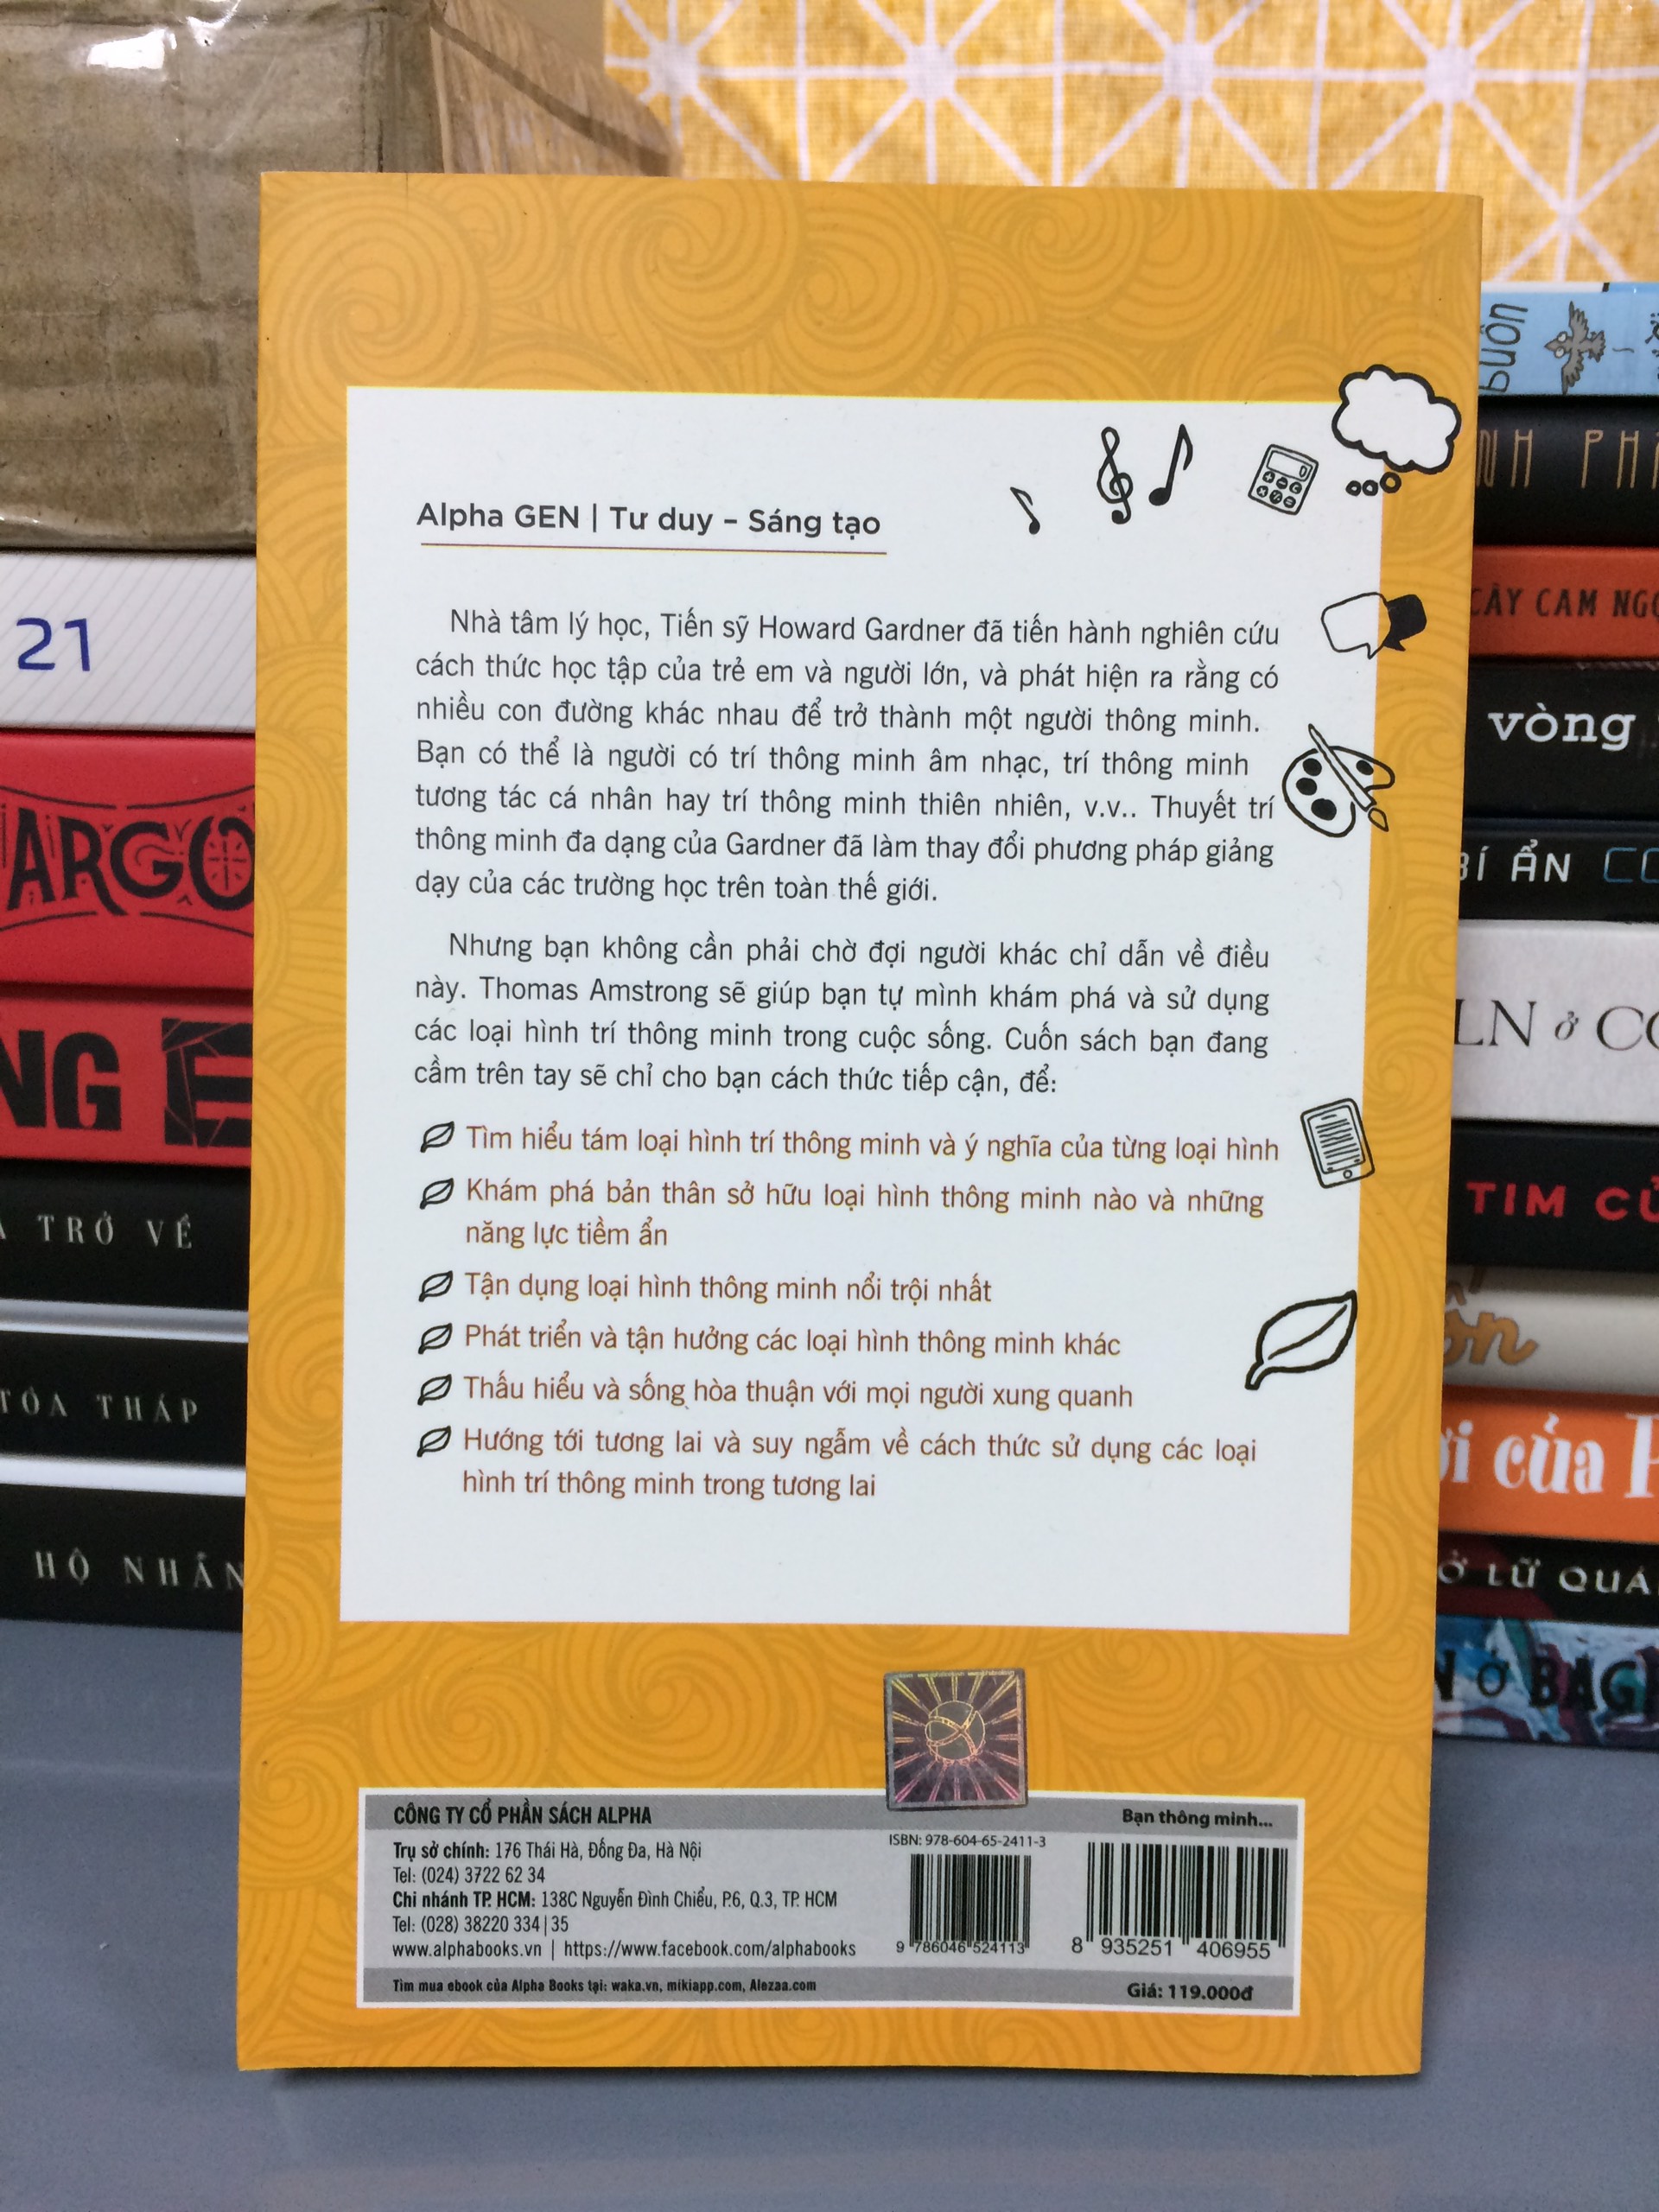 Alpha GEN | Tư duy – Sáng tạo
Nhà tâm lý học, Tiến sỹ Howard Gardner đã tiến hành nghiên cứu
cách thức học tập của trẻ em và người lớn, và phát hiện ra rằng có
nhiều con đường khác nhau để trở thành một người thông minh.
Bạn có thể là người có trí thông minh âm nhạc, trí thông minh
tương tác cá nhân hay trí thông minh thiên nhiên, v.v.. Thuyết trí
thông minh đa dạng của Gardner đã làm thay đổi phương pháp giảng
dạy của các trường học trên toàn thế giới.
Nhưng bạn không cần phải chờ đợi người khác chỉ dẫn về điều
này. Thomas Amstrong sẽ giúp bạn tự mình khám phá và sử dụng
các loại hình trí thông minh trong cuộc sống. Cuốn sách bạn đang
cầm trên tay sẽ chỉ cho bạn cách thức tiếp cận, để:
Tìm hiểu tám loại hình trí thông minh và ý nghĩa của từng loại hình
Khám phá bản thân sở hữu loại hình thông minh nào và những
năng lực tiềm ẩn
Tận dụng loại hình thông minh nổi trội nhất
Phát triển và tận hưởng các loại hình thông minh khác
Thấu hiểu và sống hòa thuận với mọi người xung quanh
Hướng tới tương lai và suy ngẫm về cách thức sử dụng các loại
hình trí thông minh trong tương lai
CÔNG TY CỔ PHẦN SÁCH ALPHA
Trụ sở chính: 176 Thái Hà, Đống Đa, Hà Nội
Tel: (024) 3722 62 34
Chi nhánh TP. HCM: 138C Nguyễn Đình Chiểu, P.6, Q.3, TP. HCM
Tel: (028) 38220 334 | 35
www.alphabooks.vn | https://www.facebook.com/alphabooks
Tìm mua ebook của Alpha Books tại: waka.vn, mikiapp.com, Alezaa.com
Bạn thông minh...
ISBN: 978-604-65-2411-3
9 786046 524113
8 935251 406955
Giá: 119.000đ
21
ARGO
NG
TRỞ VỀ
TÒA THÁP
HỘ NHÂN
buồn
NH PH
CÂY CAM NGỌ
vòng
BÍ ẨN CO
LN ở CO
TIM CỦ
ơi của P
Ở LỮ QUÁ
N Ở BAG